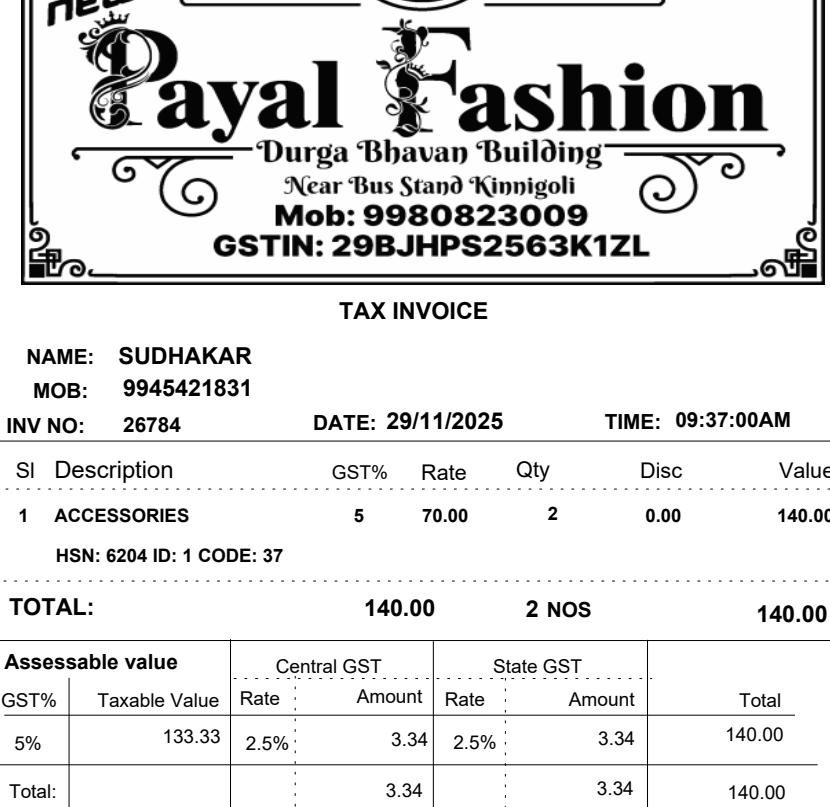 new
Payal Fashion
Durga Bhavan Building
Near Bus Stand Kinnigoli
Mob: 9980823009
GSTIN: 29BJHPS2563K1ZL
TAX INVOICE
NAME: SUDHAKAR
MOB: 9945421831
INV NO: 26784 DATE: 29/11/2025 TIME: 09:37:00AM
Sl Description GST% Rate Qty Disc Value
1 ACCESSORIES 5 70.00 2 0.00 140.00
HSN: 6204 ID: 1 CODE: 37
TOTAL: 140.00 2 NOS 140.00
Assessable value Central GST State GST
GST% Taxable Value Rate Amount Rate Amount Total
5% 133.33 2.5% 3.34 2.5% 3.34 140.00
Total: 3.34 3.34 140.00